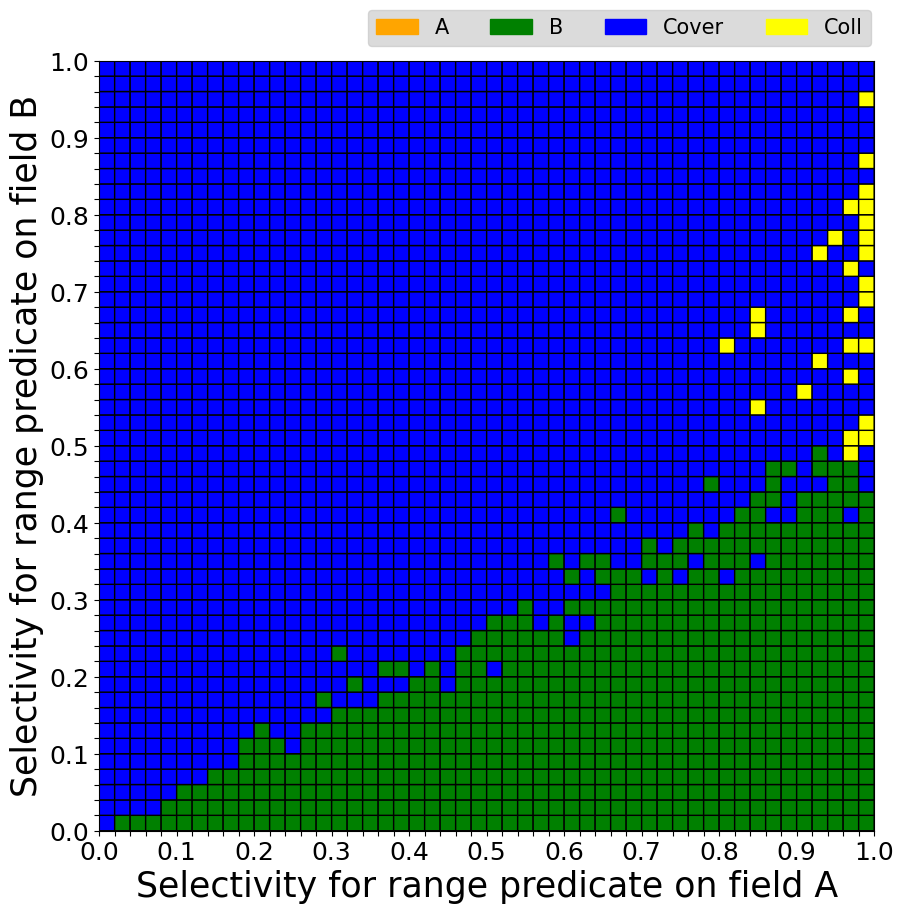 A B Cover Coll
Selectivity for range predicate on field B
1.0
0.9
0.8
0.7
0.6
0.5
0.4
0.3
0.2
0.1
0.0
0.0 0.1 0.2 0.3 0.4 0.5 0.6 0.7 0.8 0.9 1.0
Selectivity for range predicate on field A